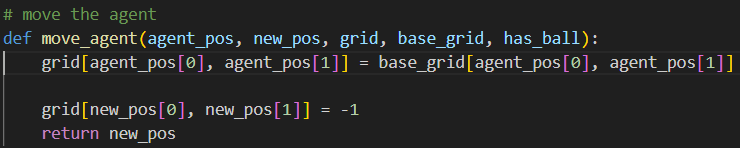 # move the agent
def move_agent(agent_pos, new_pos, grid, base_grid, has_ball):
    grid[agent_pos[0], agent_pos[1]] = base_grid[agent_pos[0], agent_pos[1]]
    grid[new_pos[0], new_pos[1]] = -1
    return new_pos